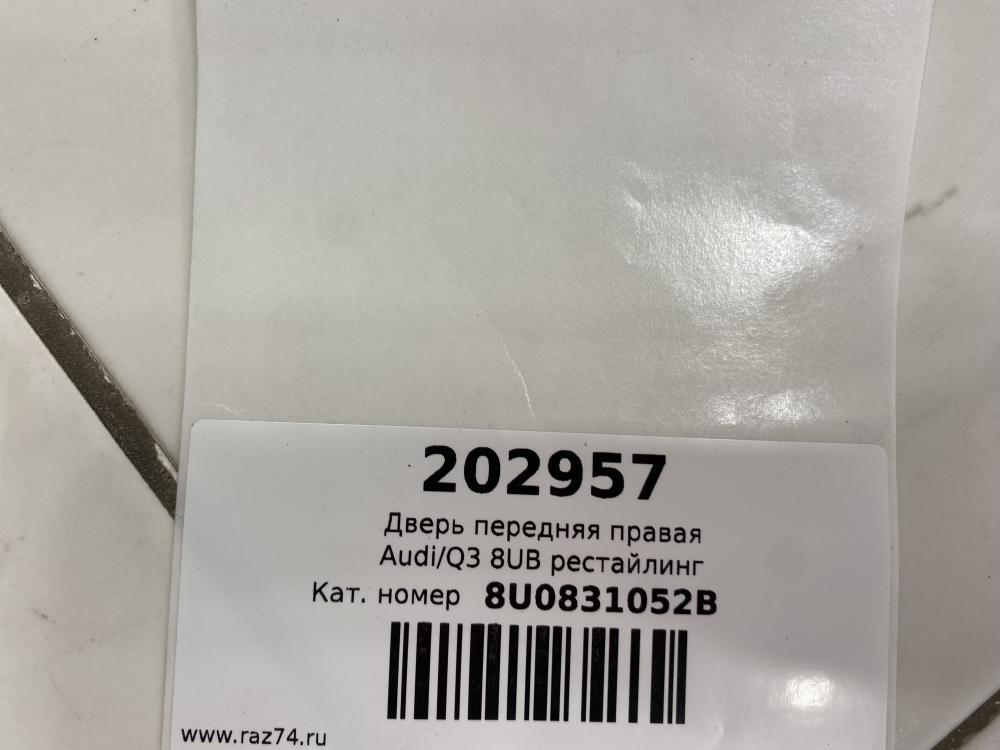 202957
Дверь передняя правая
Audi/Q3 8UB рестайлинг
Кат. номер 8U0831052B
www.raz74.ru